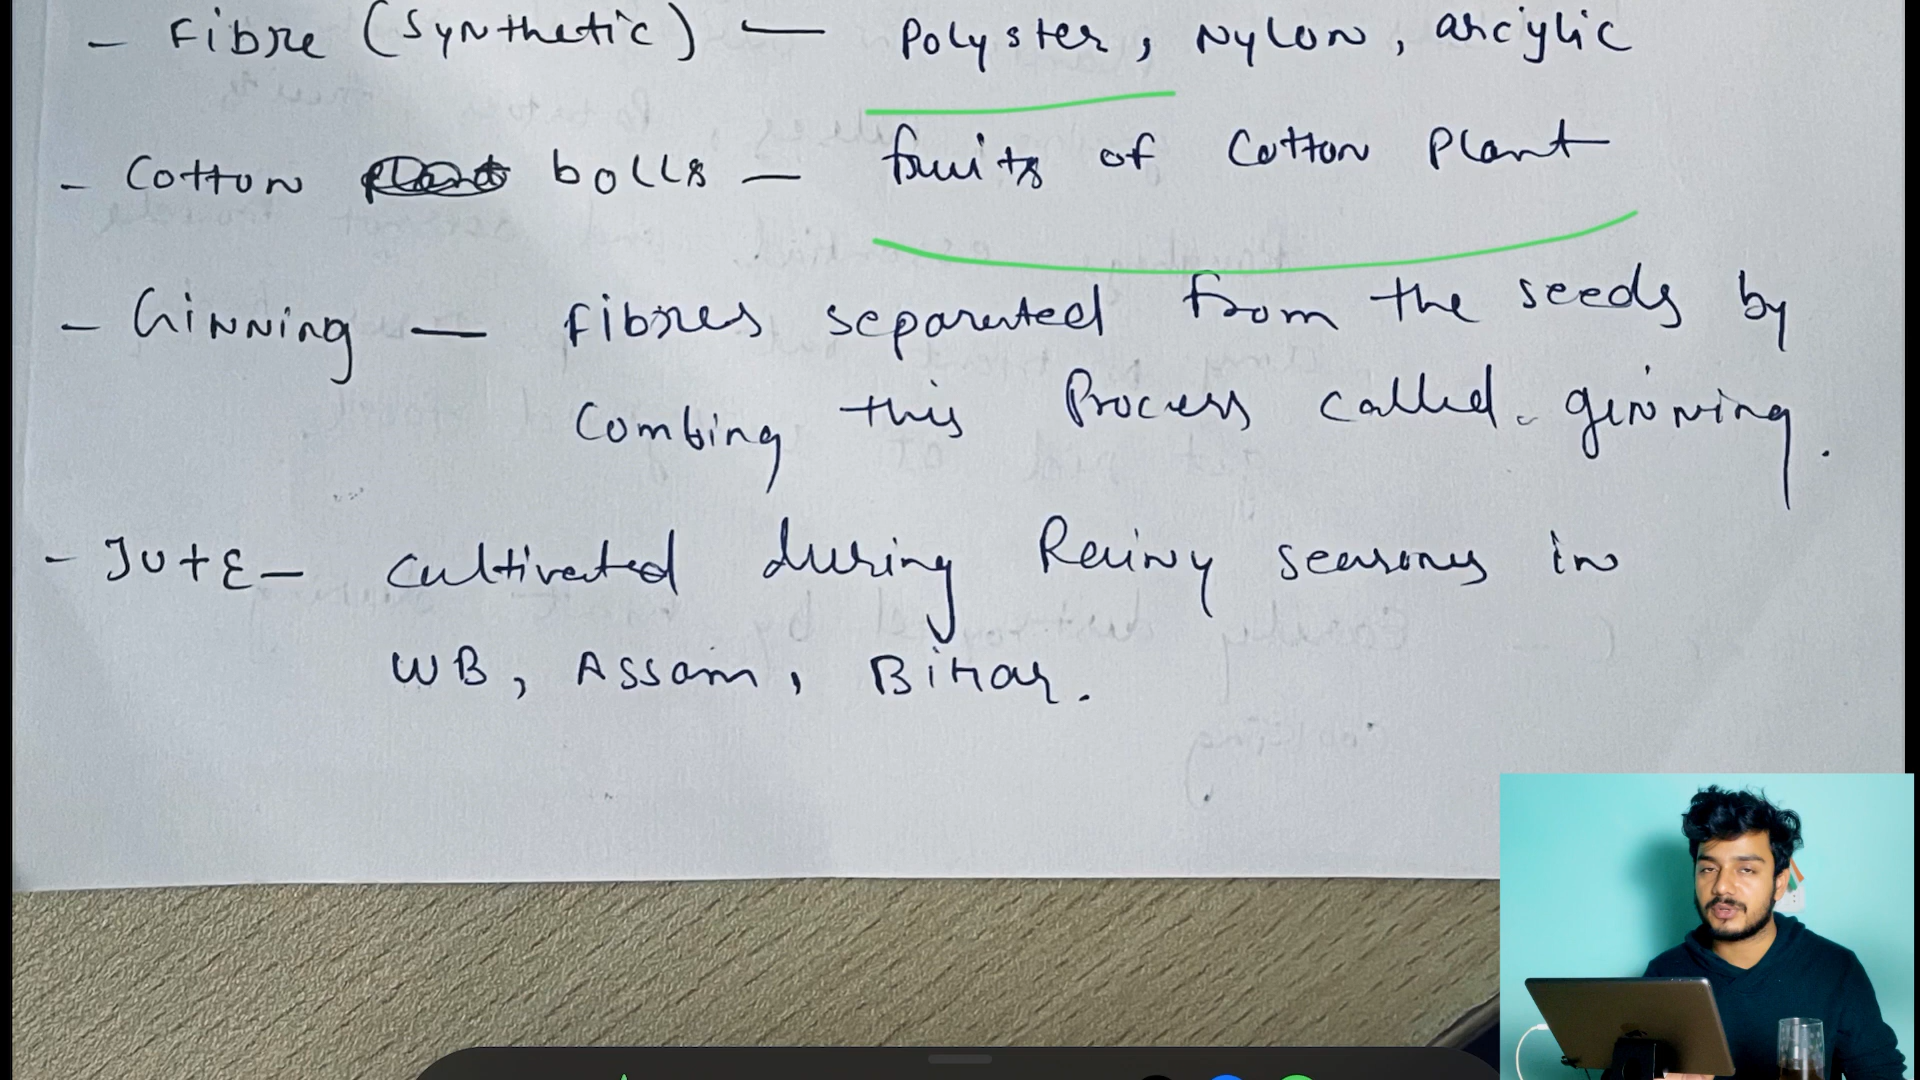 - Fibre (Synthetic) — Polyster, Nylon, arcylic
- Cotton bolls — fruits of Cotton Plant
- Ginning — Fibres separated from the seeds by
Combing this Process called ginning.
- JUTE — cultivated during Rainy seasons in
WB, Assam, Bihar.